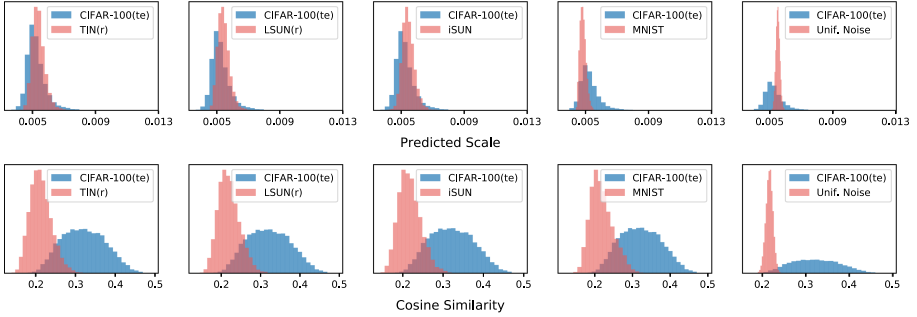 CIFAR-100(te)
TIN(r)
CIFAR-100(te)
LSUN(r)
CIFAR-100(te)
iSUN
CIFAR-100(te)
MNIST
CIFAR-100(te)
Unif. Noise
0.005 0.009 0.013
0.005 0.009 0.013
0.005 0.009 0.013
0.005 0.009 0.013
0.005 0.009 0.013
Predicted Scale
CIFAR-100(te)
TIN(r)
CIFAR-100(te)
LSUN(r)
CIFAR-100(te)
iSUN
CIFAR-100(te)
MNIST
CIFAR-100(te)
Unif. Noise
0.2 0.3 0.4 0.5
0.2 0.3 0.4 0.5
0.2 0.3 0.4 0.5
0.2 0.3 0.4 0.5
0.2 0.3 0.4 0.5
Cosine Similarity